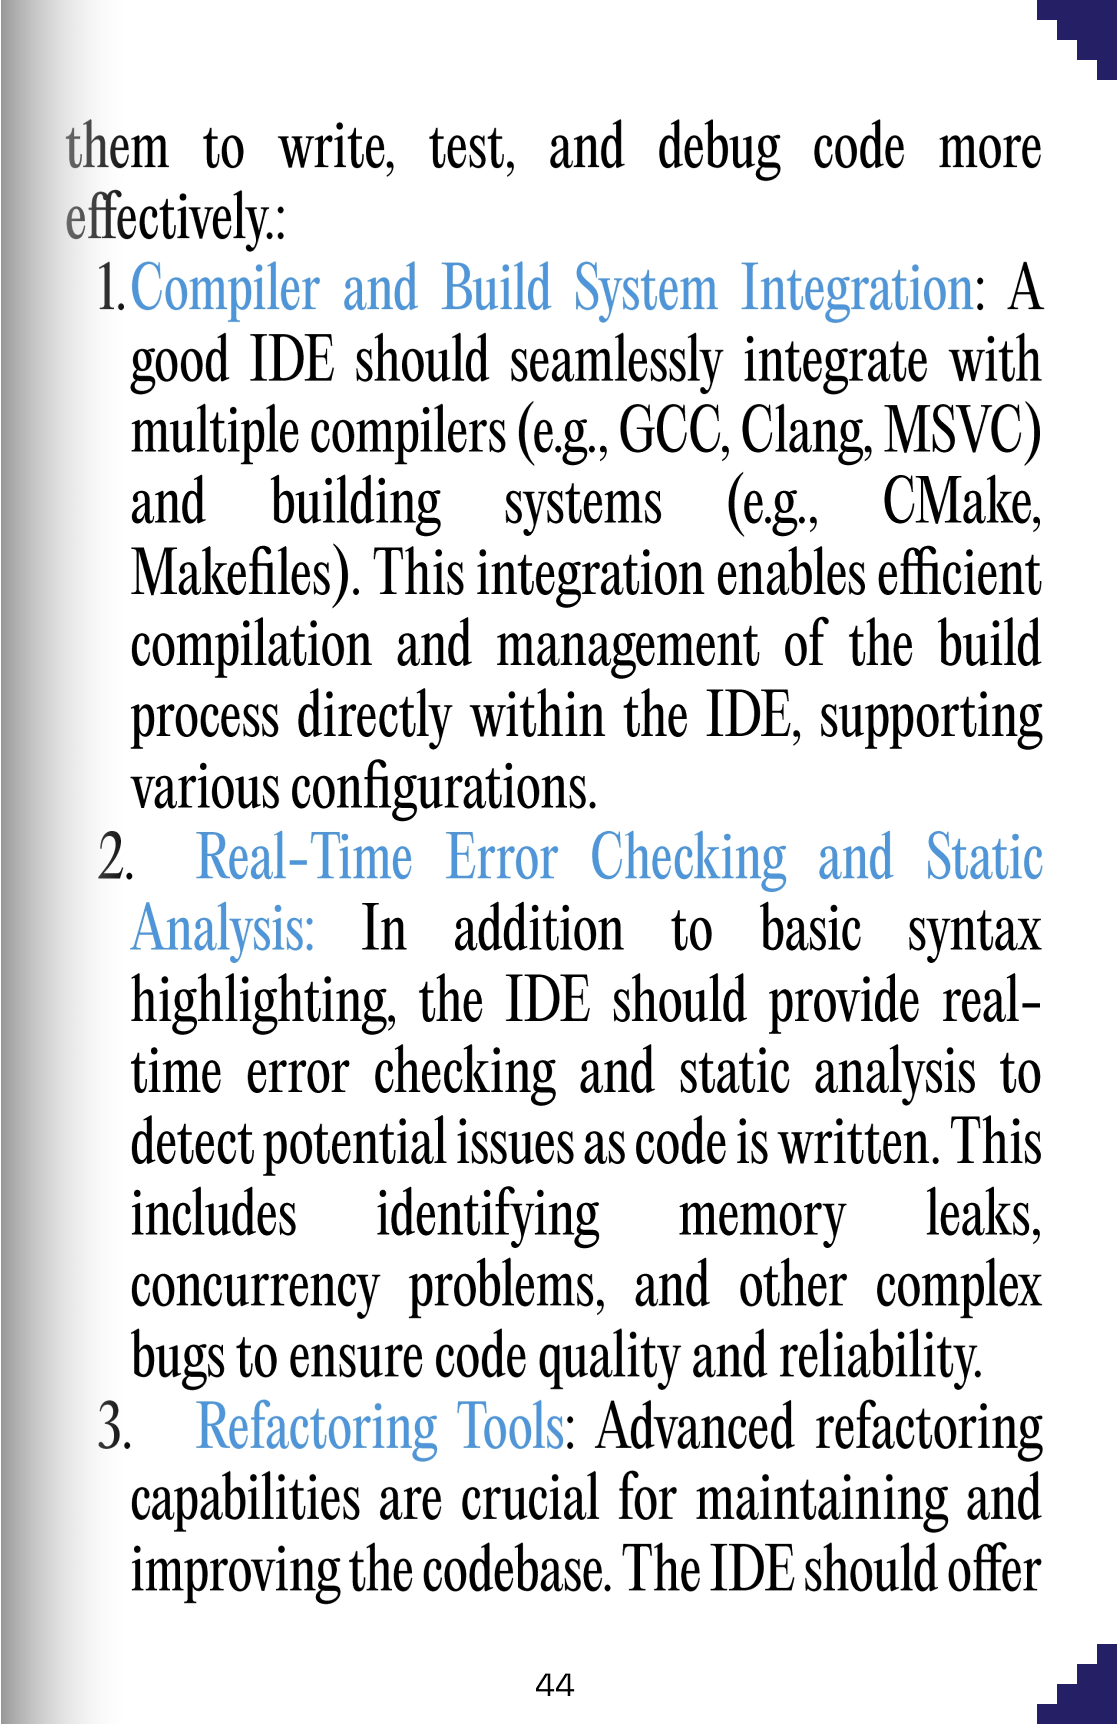 them to write, test, and debug code more
effectively.:
1.Compiler and Build System Integration: A
good IDE should seamlessly integrate with
multiple compilers (e.g., GCC, Clang, MSVC)
and building systems (e.g., CMake,
Makefiles). This integration enables efficient
compilation and management of the build
process directly within the IDE, supporting
various configurations.
2. Real-Time Error Checking and Static
Analysis: In addition to basic syntax
highlighting, the IDE should provide real-
time error checking and static analysis to
detect potential issues as code is written. This
includes identifying memory leaks,
concurrency problems, and other complex
bugs to ensure code quality and reliability.
3. Refactoring Tools: Advanced refactoring
capabilities are crucial for maintaining and
improving the codebase. The IDE should offer
44